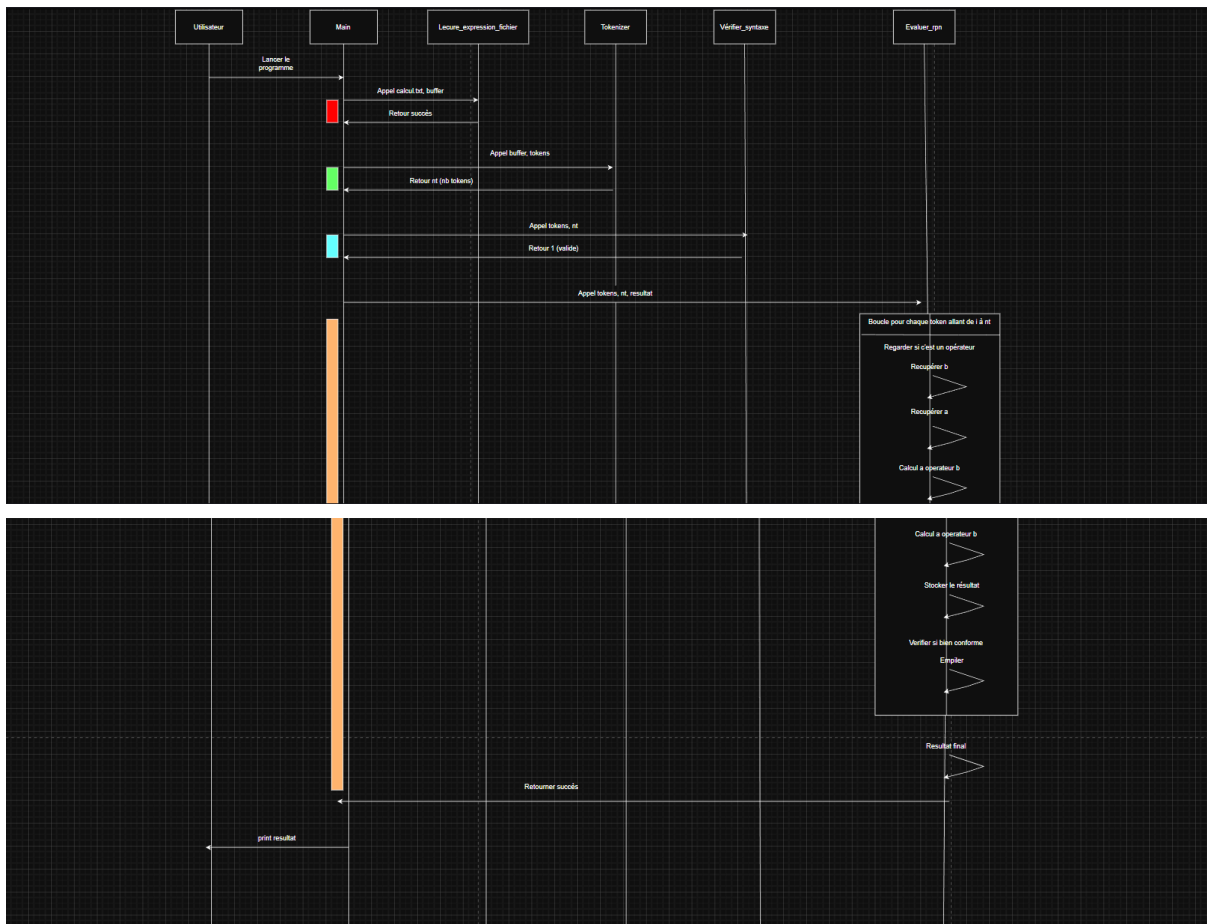 Utilisateur
Main
Lecure_expression_fichier
Tokenizer
Vérifier_syntaxe
Evaluer_rpn
Lancer le
programme
Appel calcul.txt, buffer
Retour succès
Appel buffer, tokens
Retour nt (nb tokens)
Appel tokens, nt
Retour 1 (valide)
Appel tokens, nt, resultat
Boucle pour chaque token allant de i à nt
Regarder si c'est un opérateur
Recupérer b
Recupérer a
Calcul a operateur b
Calcul a operateur b
Stocker le résultat
Verifier si bien conforme
Empiler
Resultat final
Retourner succès
print resultat